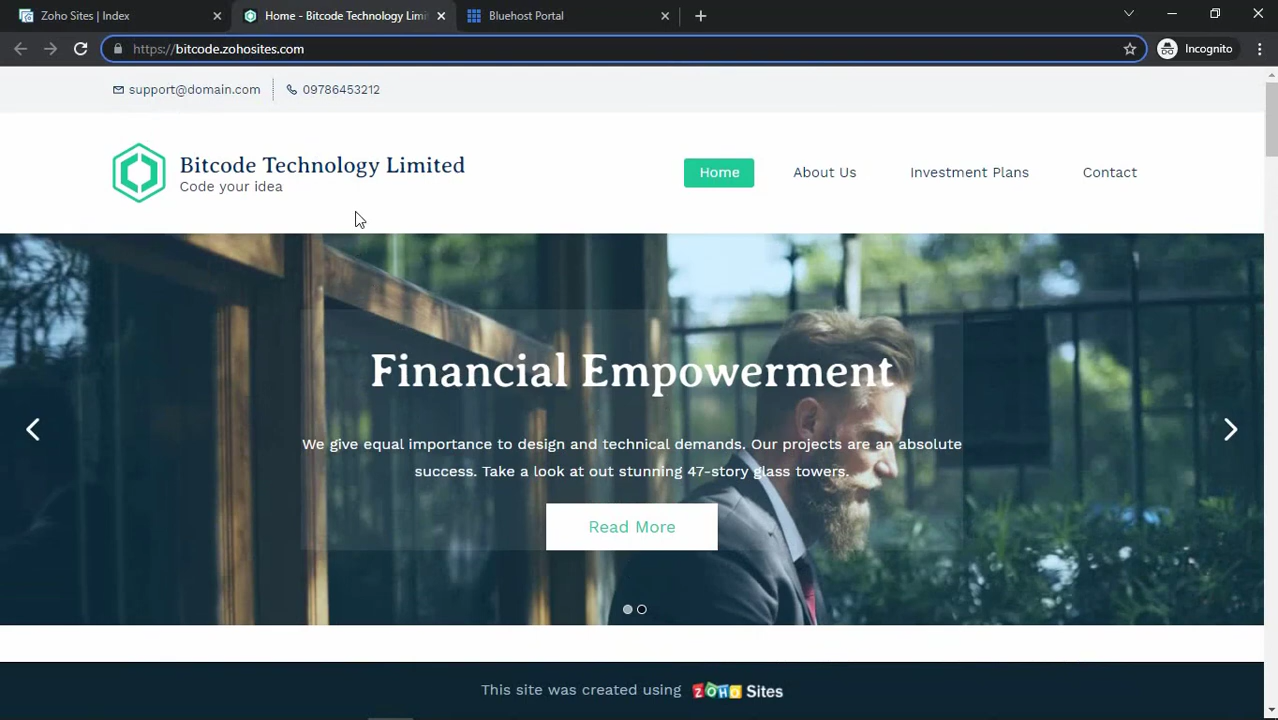 Zoho Sites | Index
Home - Bitcode Technology Limi
Bluehost Portal
https://bitcode.zohosites.com
Incognito
support@domain.com
09786453212
Bitcode Technology Limited
Code your idea
Home
About Us
Investment Plans
Contact
Financial Empowerment
We give equal importance to design and technical demands. Our projects are an absolute
success. Take a look at out stunning 47-story glass towers.
Read More
This site was created using ZOHO Sites